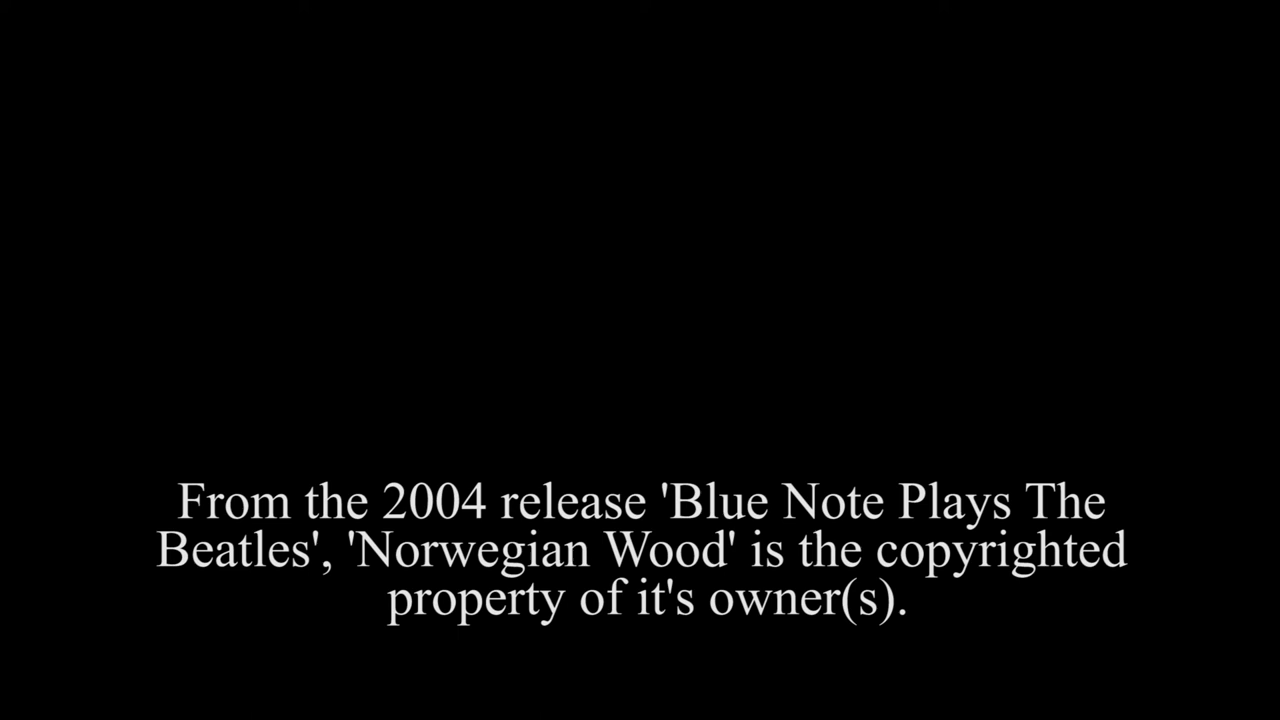 From the 2004 release 'Blue Note Plays The
Beatles', 'Norwegian Wood' is the copyrighted
property of it's owner(s).